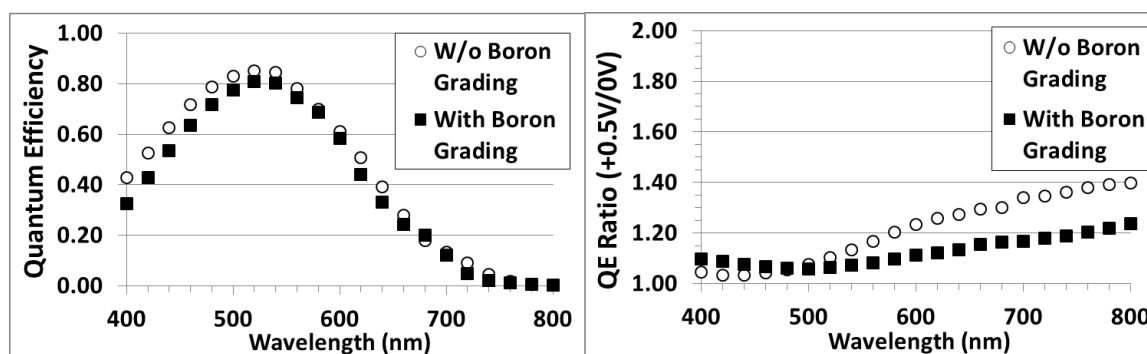 Quantum Efficiency
1.00
0.80
0.60
0.40
0.20
0.00
W/o Boron
Grading
With Boron
Grading
400
500
600
700
800
Wavelength (nm)
QE Ratio (+0.5V/0V)
2.00
1.80
1.60
1.40
1.20
1.00
W/o Boron
Grading
With Boron
Grading
400
500
600
700
800
Wavelength (nm)